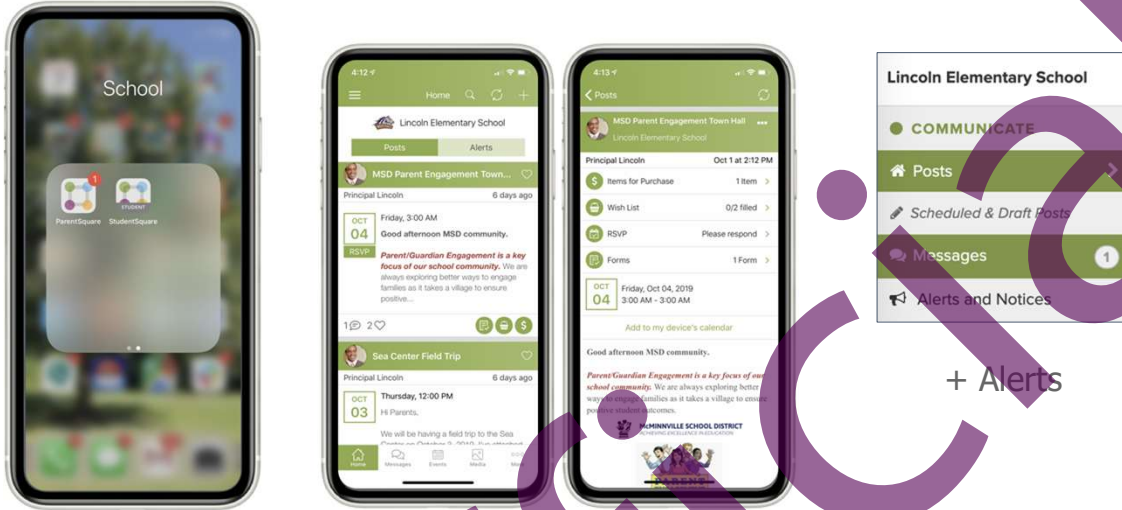 School
1
ParentSquare
STUDENT
StudentSquare
4:12
Home
Lincoln Elementary School
Posts
Alerts
MSD Parent Engagement Town...
Principal Lincoln
6 days ago
OCT
04
RSVP
Friday, 3:00 AM
Good afternoon MSD community.
Parent/Guardian Engagement is a key
focus of our school community. We are
always exploring better ways to engage
families as it takes a village to ensure
positive...
1
2
Sea Center Field Trip
Principal Lincoln
6 days ago
OCT
03
Thursday, 12:00 PM
Hi Parents,
We will be having a field trip to the Sea
Home
Messages
Events
Media
More
4:13
Posts
MSD Parent Engagement Town Hall
Lincoln Elementary School
Principal Lincoln
Oct 1 at 2:12 PM
$ Items for Purchase
1 Item
Wish List
0/2 filled
RSVP
Please respond
Forms
1 Form
OCT
04
Friday, Oct 04, 2019
3:00 AM - 3:00 AM
Add to my device's calendar
Good afternoon MSD community.
Parent/Guardian Engagement is a key focus of our
school community. We are always exploring better
ways to engage families as it takes a village to ensure
positive student outcomes.
McMINNVILLE SCHOOL DISTRICT
ACHIEVING EXCELLENCE IN EDUCATION
PARENT
Lincoln Elementary School
COMMUNICATE
Posts
Scheduled & Draft Posts
Messages
1
Alerts and Notices
+ Alerts